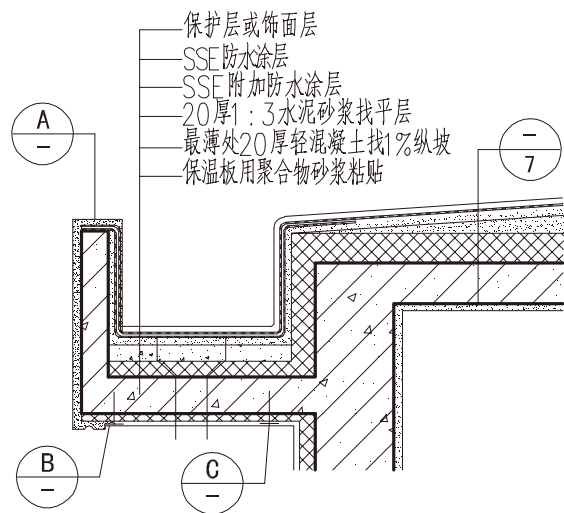 保护层或饰面层
SSE防水涂层
SSE附加防水涂层
20厚1:3水泥砂浆找平层
最薄处20厚轻混凝土找1%纵坡
保温板用聚合物砂浆粘贴
A
—
—
7
B
—
C
—